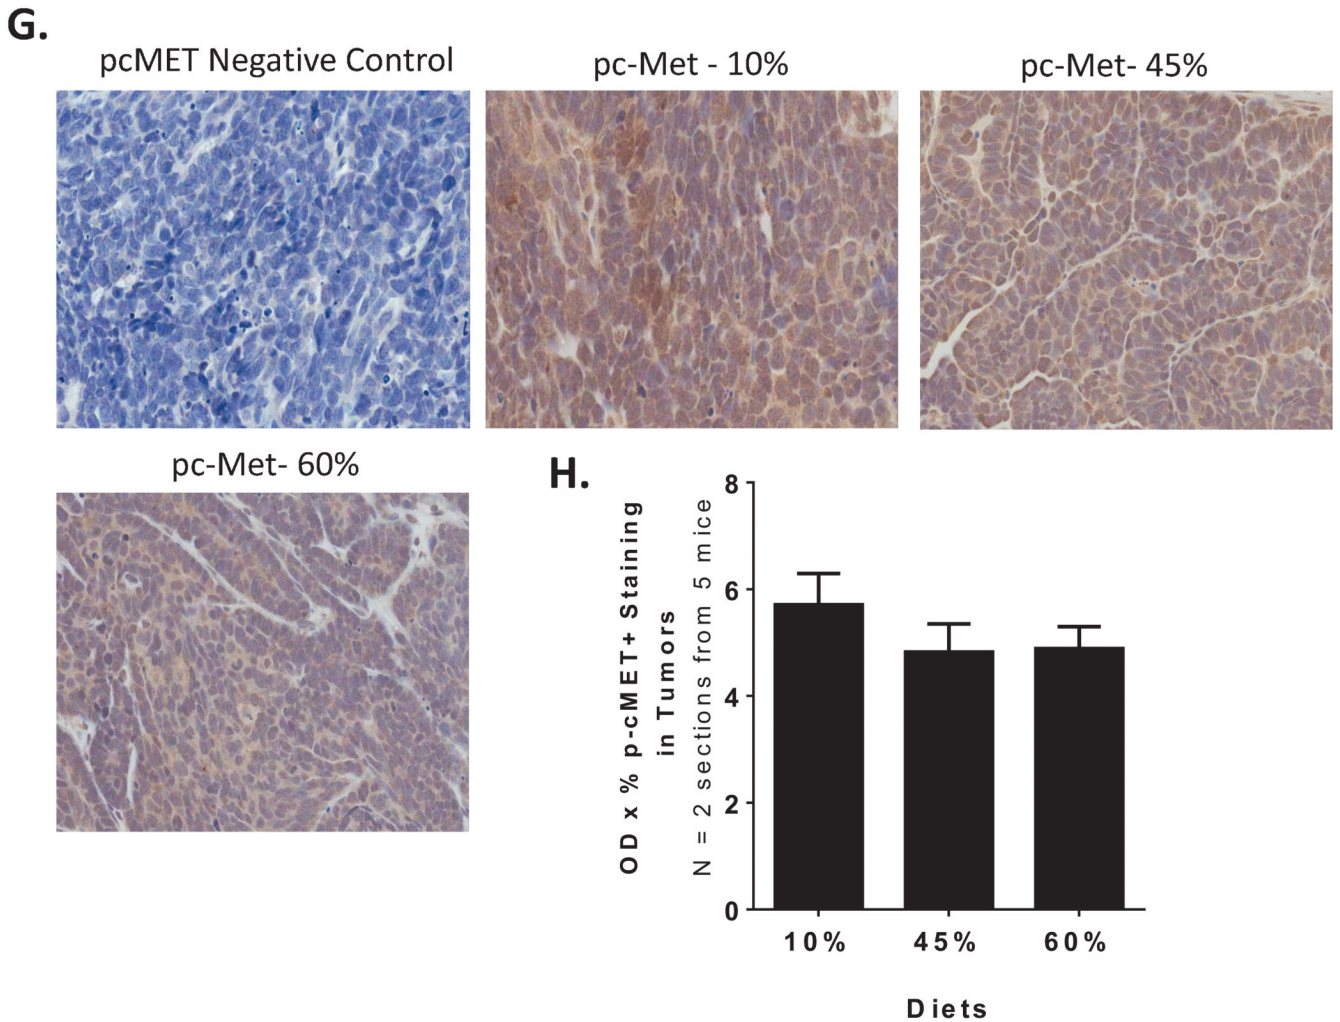 G.
pcMET Negative Control
pc-Met - 10%
pc-Met- 45%
pc-Met- 60%
H.
OD x % p-cMET+ Staining
in Tumors
N = 2 sections from 5 mice
8
6
4
2
0
10%
45%
60%
Diets